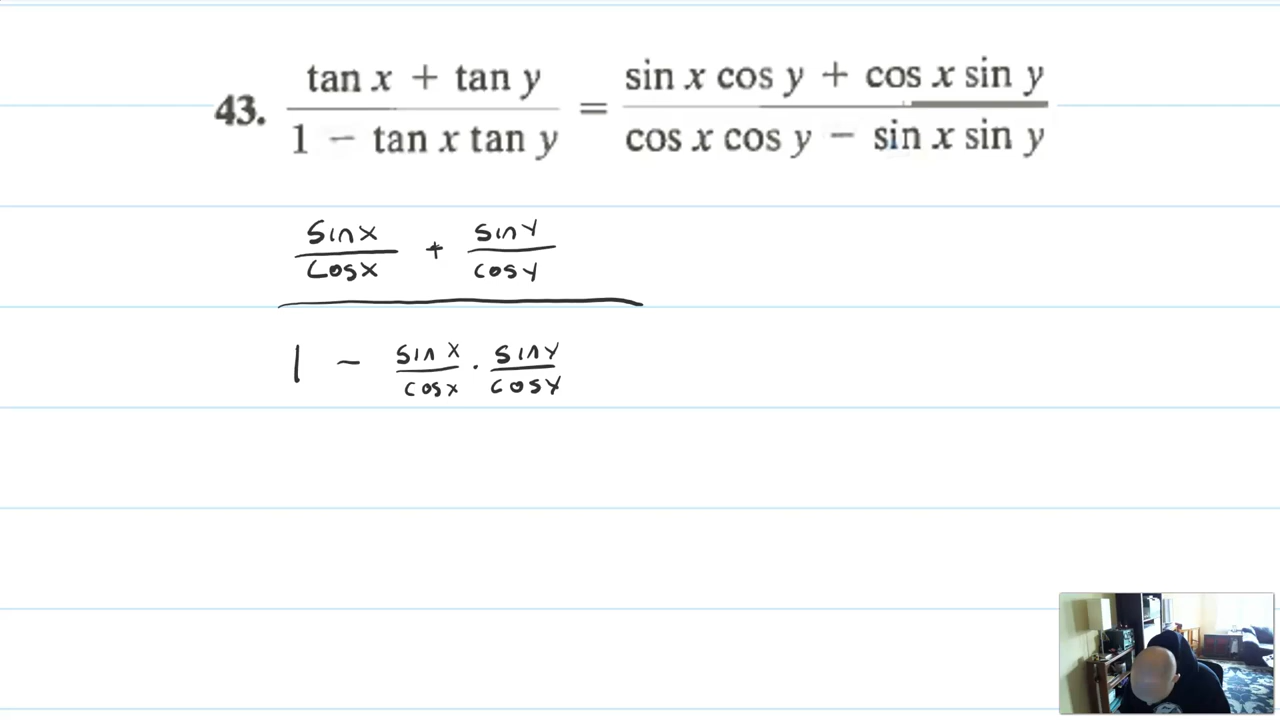 43. tan x + tan y / 1 − tan x tan y = sin x cos y + cos x sin y / cos x cos y − sin x sin y
sinx/cosx + siny/cosy
1 − sinx/cosx · siny/cosy